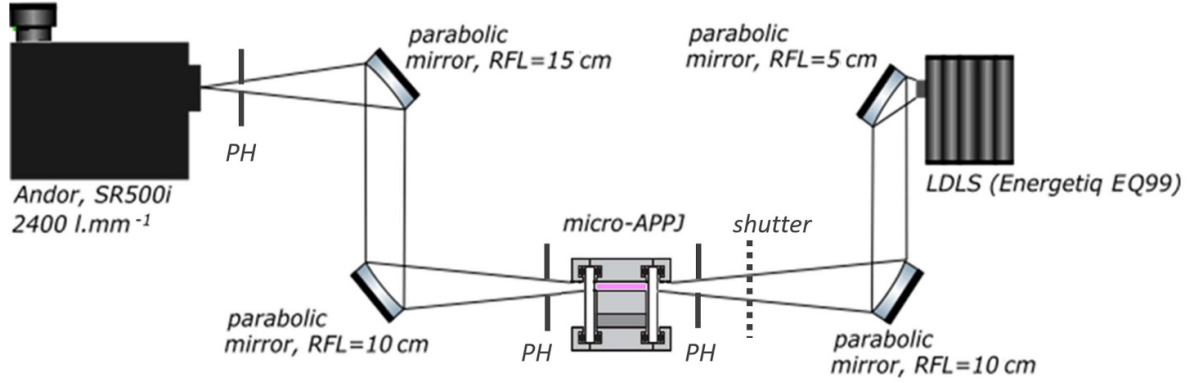 parabolic
mirror, RFL=15 cm
parabolic
mirror, RFL=5 cm
PH
Andor, SR500i
2400 l.mm -1
LDLS (Energetiq EQ99)
micro-APPJ
shutter
parabolic
mirror, RFL=10 cm
PH
PH
parabolic
mirror, RFL=10 cm